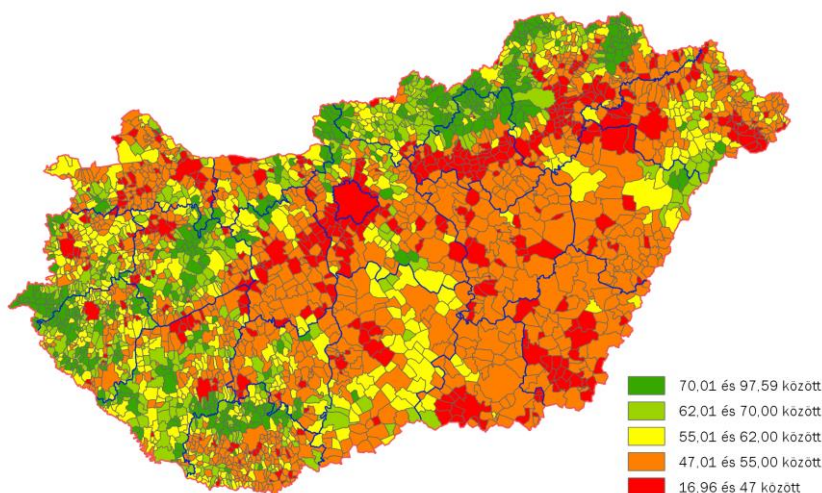 70,01 és 97,59 között
62,01 és 70,00 között
55,01 és 62,00 között
47,01 és 55,00 között
16,96 és 47 között